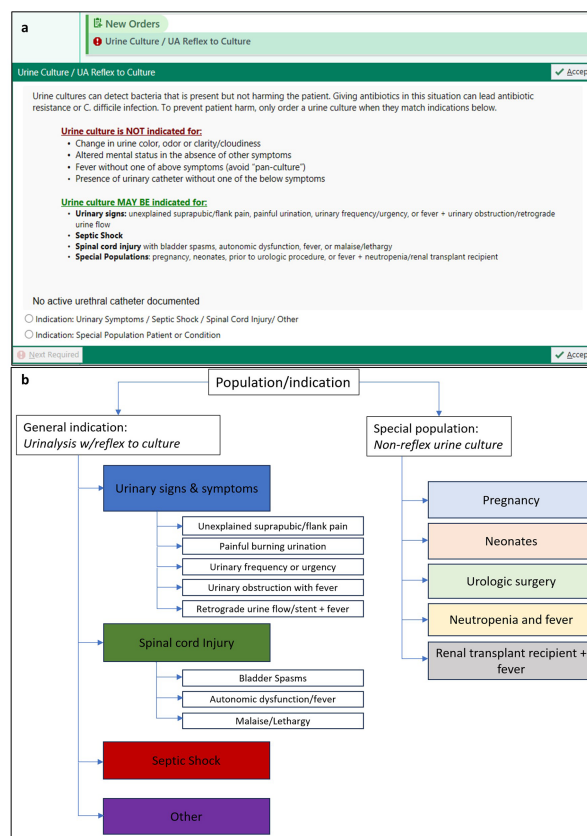 a
New Orders
Urine Culture / UA Reflex to Culture
Urine Culture / UA Reflex to Culture
Accept
Urine cultures can detect bacteria that is present but not harming the patient. Giving antibiotics in this situation can lead antibiotic
resistance or C. difficile infection. To prevent patient harm, only order a urine culture when they match indications below.
Urine culture is NOT indicated for:
• Change in urine color, odor or clarity/cloudiness
• Altered mental status in the absence of other symptoms
• Fever without one of above symptoms (avoid "pan-culture")
• Presence of urinary catheter without one of the below symptoms
Urine culture MAY BE indicated for:
• Urinary signs: unexplained suprapubic/flank pain, painful urination, urinary frequency/urgency, or fever + urinary obstruction/retrograde
urine flow
• Septic Shock
• Spinal cord injury with bladder spasms, autonomic dysfunction, fever, or malaise/lethargy
• Special Populations: pregnancy, neonates, prior to urologic procedure, or fever + neutropenia/renal transplant recipient
No active urethral catheter documented
Indication: Urinary Symptoms / Septic Shock / Spinal Cord Injury/ Other
Indication: Special Population Patient or Condition
Next Required
Accept
b
Population/indication
General indication:
Urinalysis w/reflex to culture
Urinary signs & symptoms
Unexplained suprapubic/flank pain
Painful burning urination
Urinary frequency or urgency
Urinary obstruction with fever
Retrograde urine flow/stent + fever
Spinal cord Injury
Bladder Spasms
Autonomic dysfunction/fever
Malaise/Lethargy
Septic Shock
Other
Special population:
Non-reflex urine culture
Pregnancy
Neonates
Urologic surgery
Neutropenia and fever
Renal transplant recipient +
fever